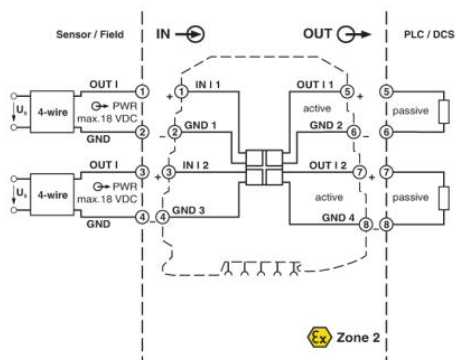 Sensor / Field IN OUT PLC / DCS
OUT I 1 1 IN I 1 OUT I 1 5 5
+ +
Us 4-wire PWR active passive
max.18 VDC
GND 2 – 2 GND 1 GND 2 6 – 6
OUT I 3 + 3 IN I 2 OUT I 2 7 + 7
Us 4-wire PWR active passive
max.18 VDC
GND 4 – 4 GND 3 GND 4 8 – 8
Ex Zone 2